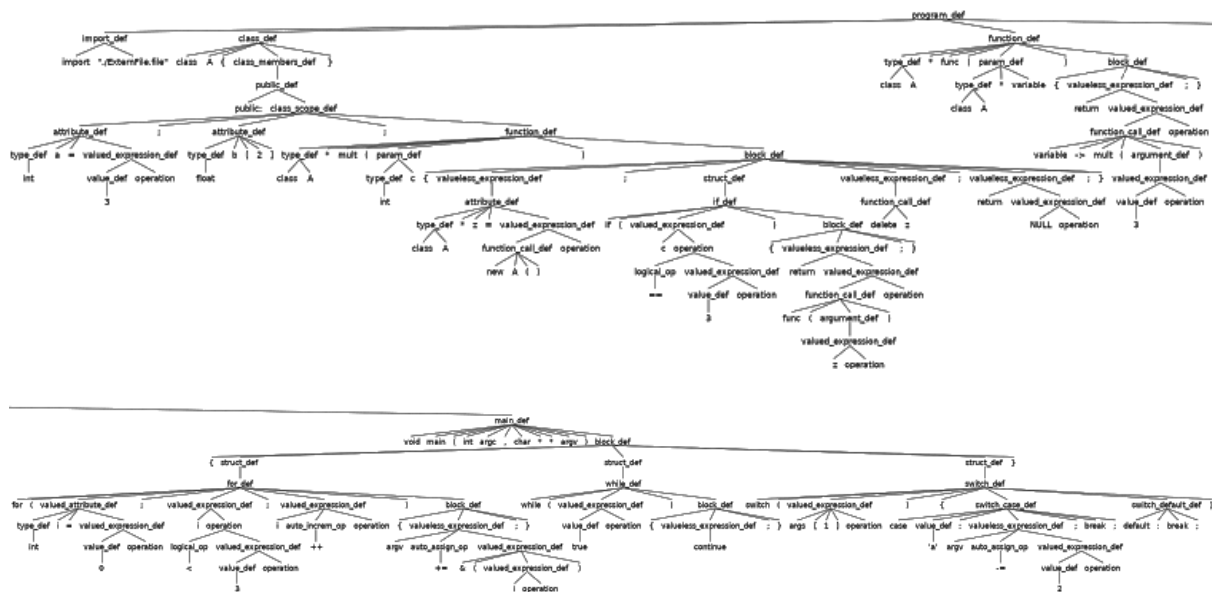 program_def
import_def class_def function_def
import "./ExternFile.file" class A { class_members_def } type_def * func ( param_def ) block_def
public_def class A type_def * variable { valueless_expression_def ; }
public: class_scope_def class A return valued_expression_def
attribute_def ; attribute_def ; function_def function_call_def operation
type_def a = valued_expression_def type_def b [ 2 ] type_def * mult ( param_def ) block_def variable -> mult ( argument_def )
int value_def operation float class A type_def c { valueless_expression_def ; struct_def valueless_expression_def ; valueless_expression_def ; } valued_expression_def
3 int attribute_def if_def function_call_def return valued_expression_def value_def operation
type_def * z = valued_expression_def if ( valued_expression_def ) block_def delete z NULL operation 3
class A function_call_def operation c operation { valueless_expression_def ; }
new A ( ) logical_op valued_expression_def return valued_expression_def
== value_def operation function_call_def operation
3 func ( argument_def )
valued_expression_def
z operation
main_def
void main ( int argc , char * * argv ) block_def
{ struct_def struct_def struct_def }
for_def while_def switch_def
for ( valued_attribute_def ; valued_expression_def ; valued_expression_def ) block_def while ( valued_expression_def ) block_def switch ( valued_expression_def ) { switch_case_def switch_default_def }
type_def i = valued_expression_def i operation i auto_increm_op operation { valueless_expression_def ; } value_def operation { valueless_expression_def ; } args [ 1 ] operation case value_def : valueless_expression_def ; break ; default : break ;
int value_def operation logical_op valued_expression_def ++ argv auto_assign_op valued_expression_def true continue 'a' argv auto_assign_op valued_expression_def
0 < value_def operation += & ( valued_expression_def ) -= value_def operation
3 i operation 2